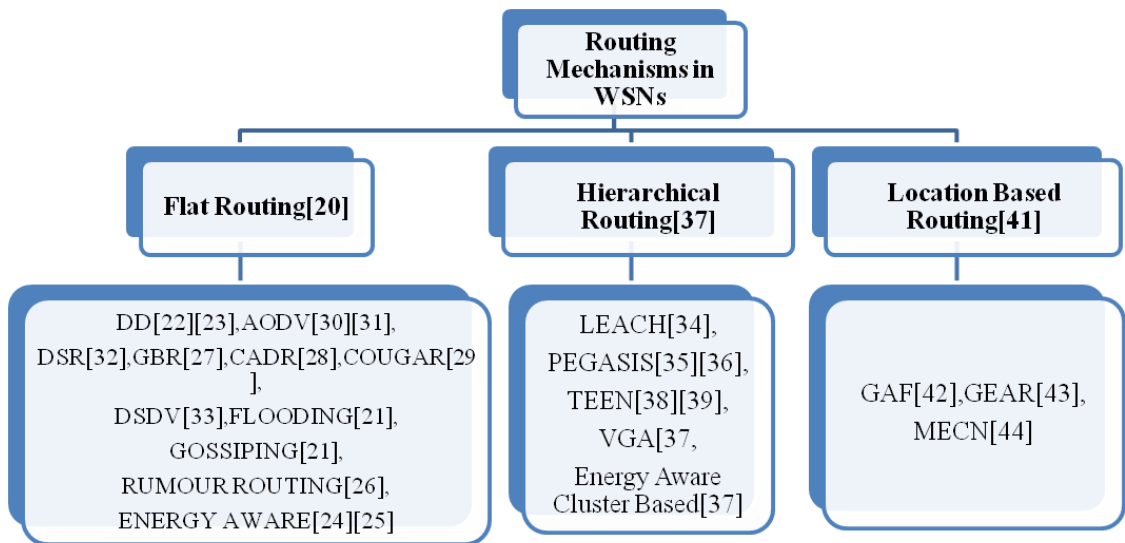 Routing
Mechanisms in
WSNs
Flat Routing[20]
Hierarchical
Routing[37]
Location Based
Routing[41]
DD[22][23],AODV[30][31],
DSR[32],GBR[27],CADR[28],COUGAR[29
],
DSDV[33],FLOODING[21],
GOSSIPING[21],
RUMOUR ROUTING[26],
ENERGY AWARE[24][25]
LEACH[34],
PEGASIS[35][36],
TEEN[38][39],
VGA[37,
Energy Aware
Cluster Based[37]
GAF[42],GEAR[43],
MECN[44]